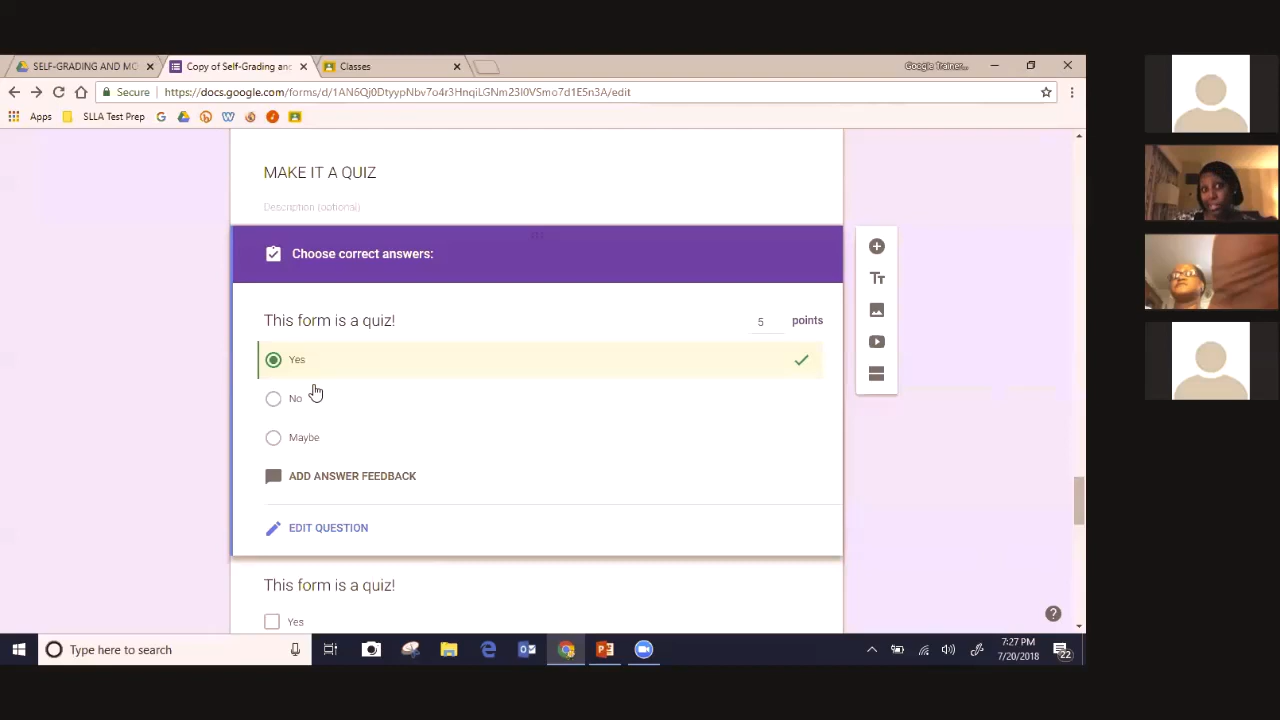 SELF-GRADING AND MO
Copy of Self-Grading and
Classes
Google Trainer...
Secure
https://docs.google.com/forms/d/1AN6Qj0DtyypNbv7o4r3HnqiLGNm23I0VSmo7d1E5n3A/edit
Apps
SLLA Test Prep
MAKE IT A QUIZ
Description (optional)
Choose correct answers:
This form is a quiz!
5
points
Yes
No
Maybe
ADD ANSWER FEEDBACK
EDIT QUESTION
This form is a quiz!
Yes
Type here to search
7:27 PM
7/20/2018
22